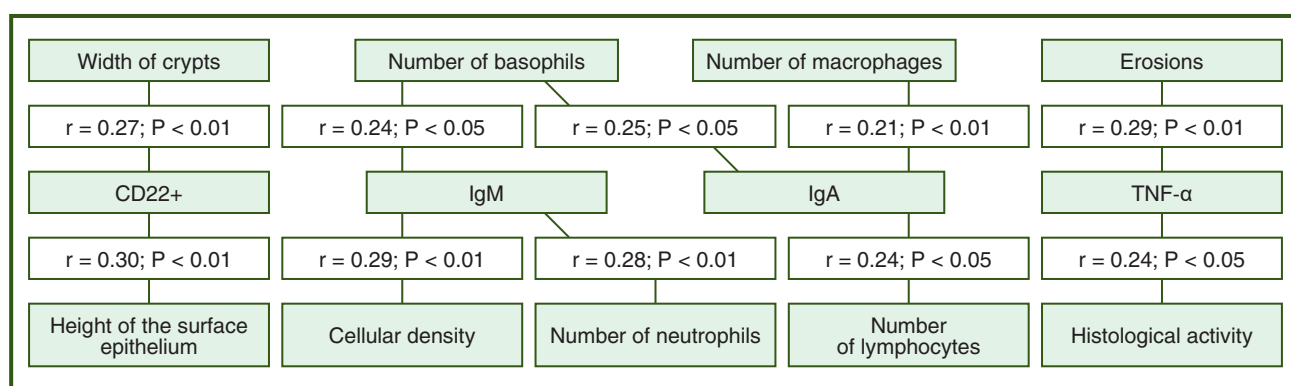 Width of crypts
Number of basophils
Number of macrophages
Erosions
r = 0.27; P < 0.01
r = 0.24; P < 0.05
r = 0.25; P < 0.05
r = 0.21; P < 0.01
r = 0.29; P < 0.01
CD22+
IgM
IgA
TNF-α
r = 0.30; P < 0.01
r = 0.29; P < 0.01
r = 0.28; P < 0.01
r = 0.24; P < 0.05
r = 0.24; P < 0.05
Height of the surface
epithelium
Cellular density
Number of neutrophils
Number
of lymphocytes
Histological activity